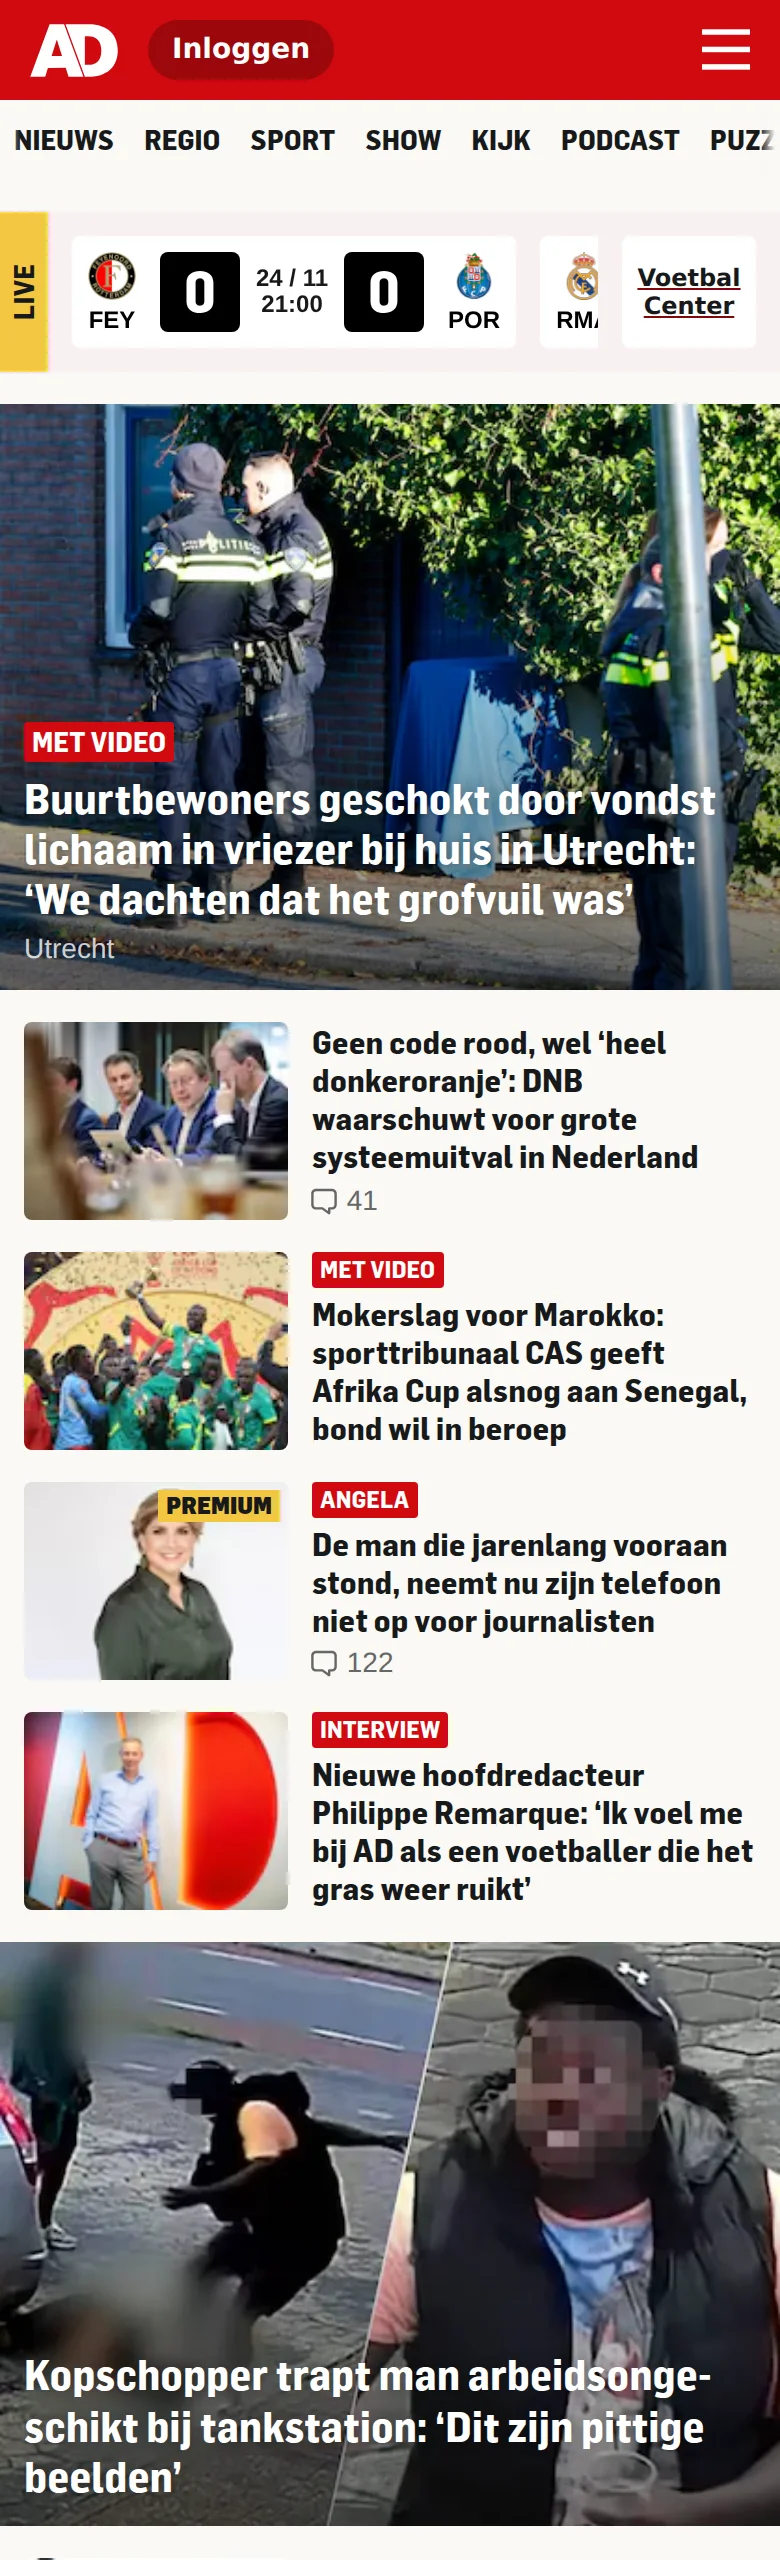 AD
Inloggen
NIEUWS REGIO SPORT SHOW KIJK PODCAST PUZZ
LIVE
FEY
0
24 / 11
21:00
0
POR
RMA
Voetbal
Center
POLITIE
MET VIDEO
Buurtbewoners geschokt door vondst
lichaam in vriezer bij huis in Utrecht:
‘We dachten dat het grofvuil was’
Utrecht
Geen code rood, wel ‘heel
donkeroranje’: DNB
waarschuwt voor grote
systeemuitval in Nederland
41
MET VIDEO
Mokerslag voor Marokko:
sporttribunaal CAS geeft
Afrika Cup alsnog aan Senegal,
bond wil in beroep
PREMIUM
ANGELA
De man die jarenlang vooraan
stond, neemt nu zijn telefoon
niet op voor journalisten
122
INTERVIEW
Nieuwe hoofdredacteur
Philippe Remarque: ‘Ik voel me
bij AD als een voetballer die het
gras weer ruikt’
Kopschopper trapt man arbeidsonge-
schikt bij tankstation: ‘Dit zijn pittige
beelden’